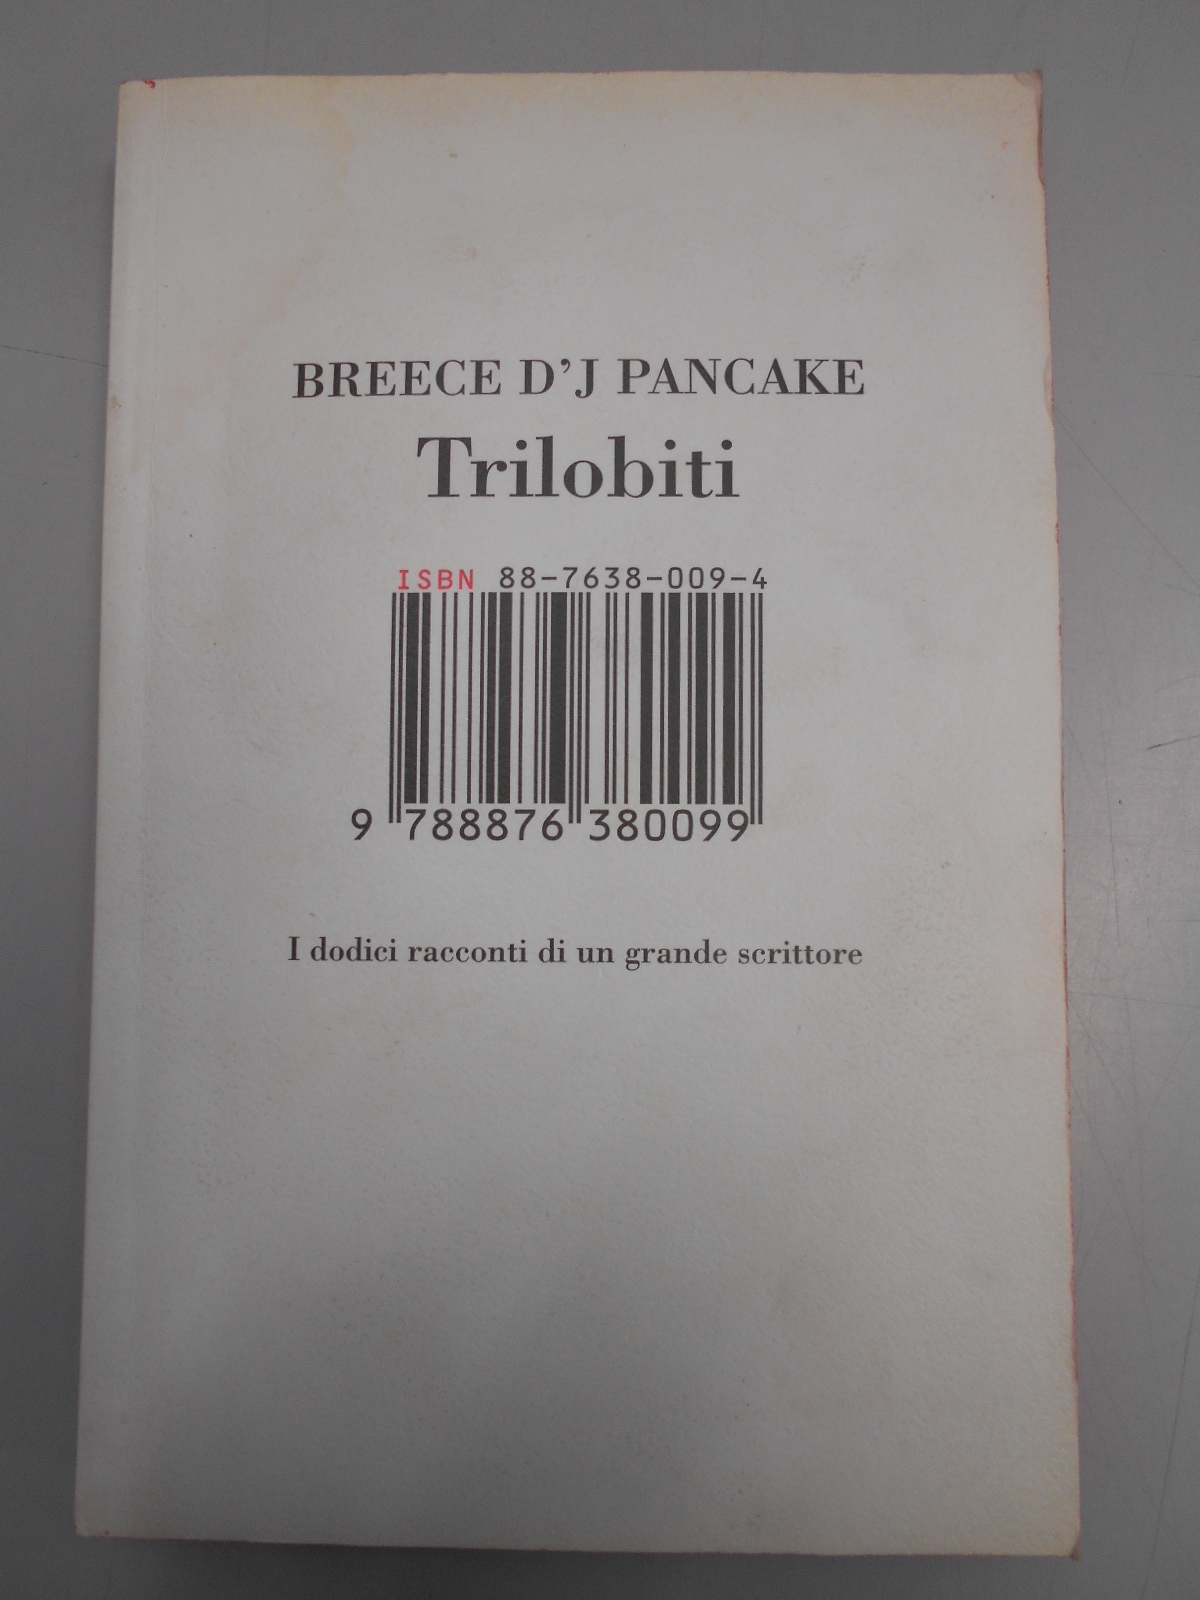 BREECE D’J PANCAKE
Trilobiti
ISBN 88-7638-009-4
9 788876 380099
I dodici racconti di un grande scrittore